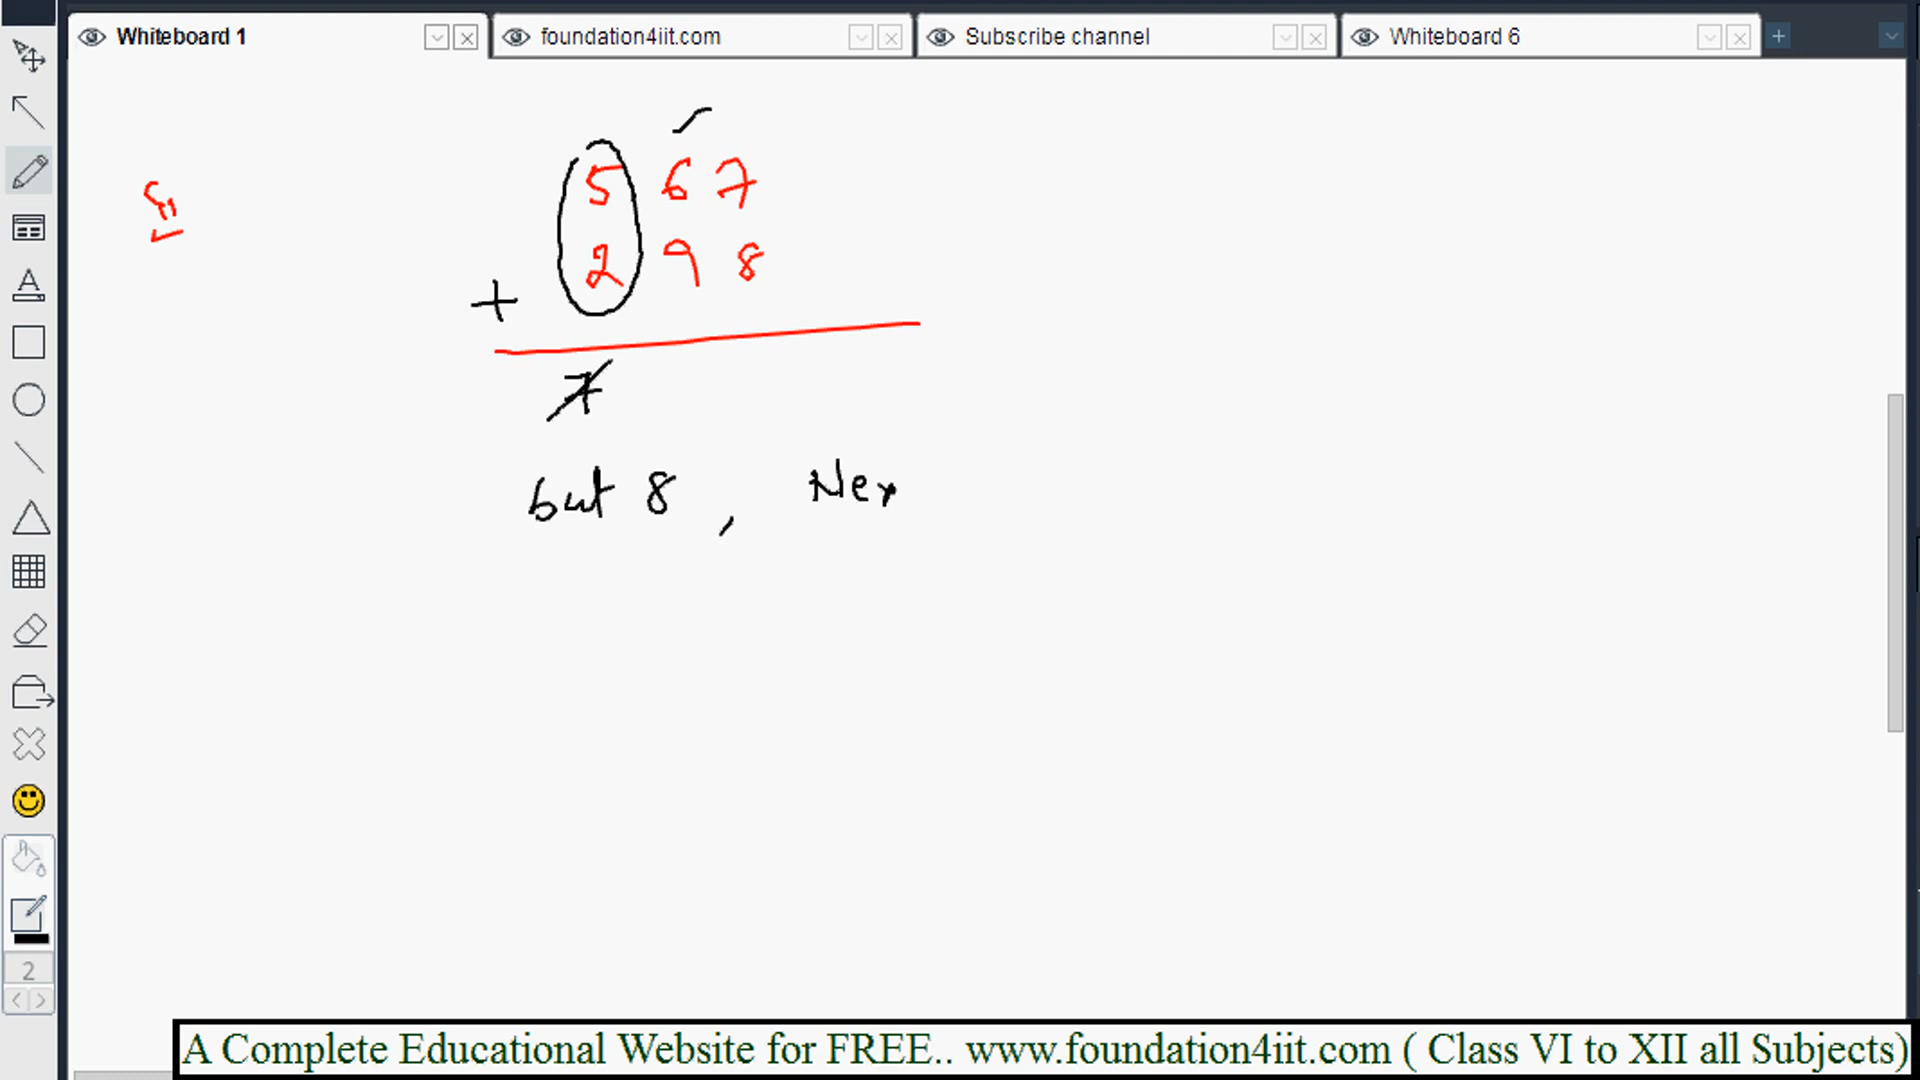 Whiteboard 1 foundation4iit.com Subscribe channel Whiteboard 6
5 6 7
2 9 8
+
7
but 8 , Nex
2
A Complete Educational Website for FREE.. www.foundation4iit.com ( Class VI to XII all Subjects)